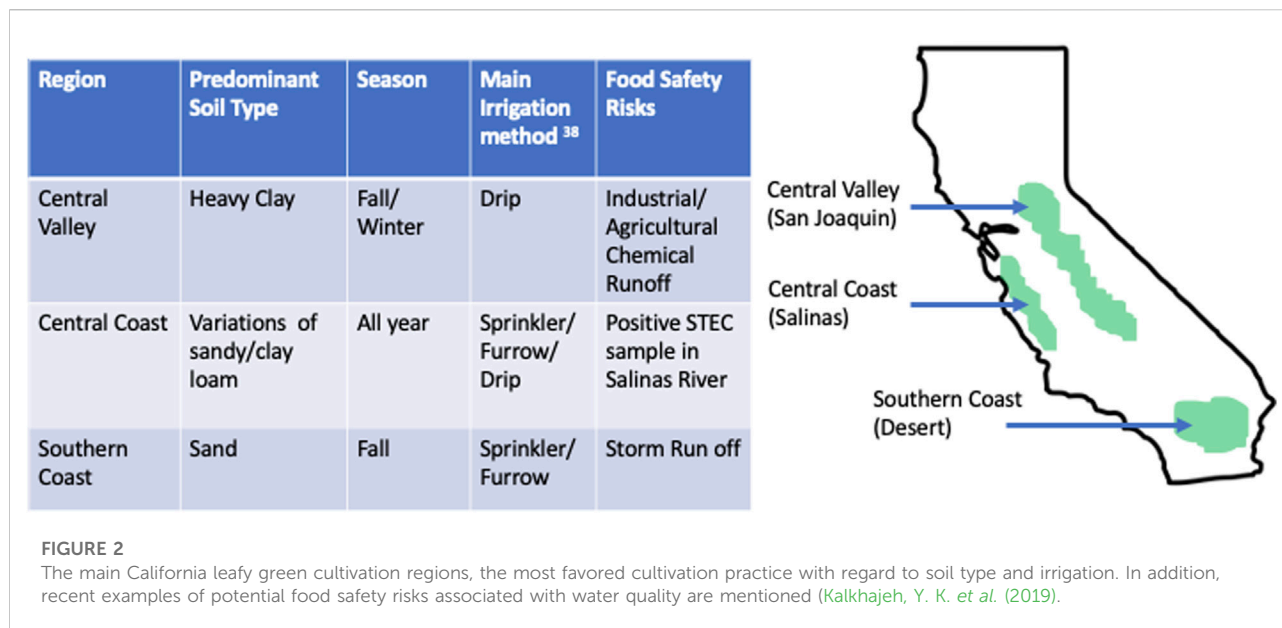 Region Predominant Soil Type Season Main Irrigation method 38 Food Safety Risks
Central Valley Heavy Clay Fall/ Winter Drip Industrial/ Agricultural Chemical Runoff
Central Coast Variations of sandy/clay loam All year Sprinkler/ Furrow/ Drip Positive STEC sample in Salinas River
Southern Coast Sand Fall Sprinkler/ Furrow Storm Run off
Central Valley
(San Joaquin)
Central Coast
(Salinas)
Southern Coast
(Desert)
FIGURE 2
The main California leafy green cultivation regions, the most favored cultivation practice with regard to soil type and irrigation. In addition,
recent examples of potential food safety risks associated with water quality are mentioned (Kalkhajeh, Y. K. et al. (2019).